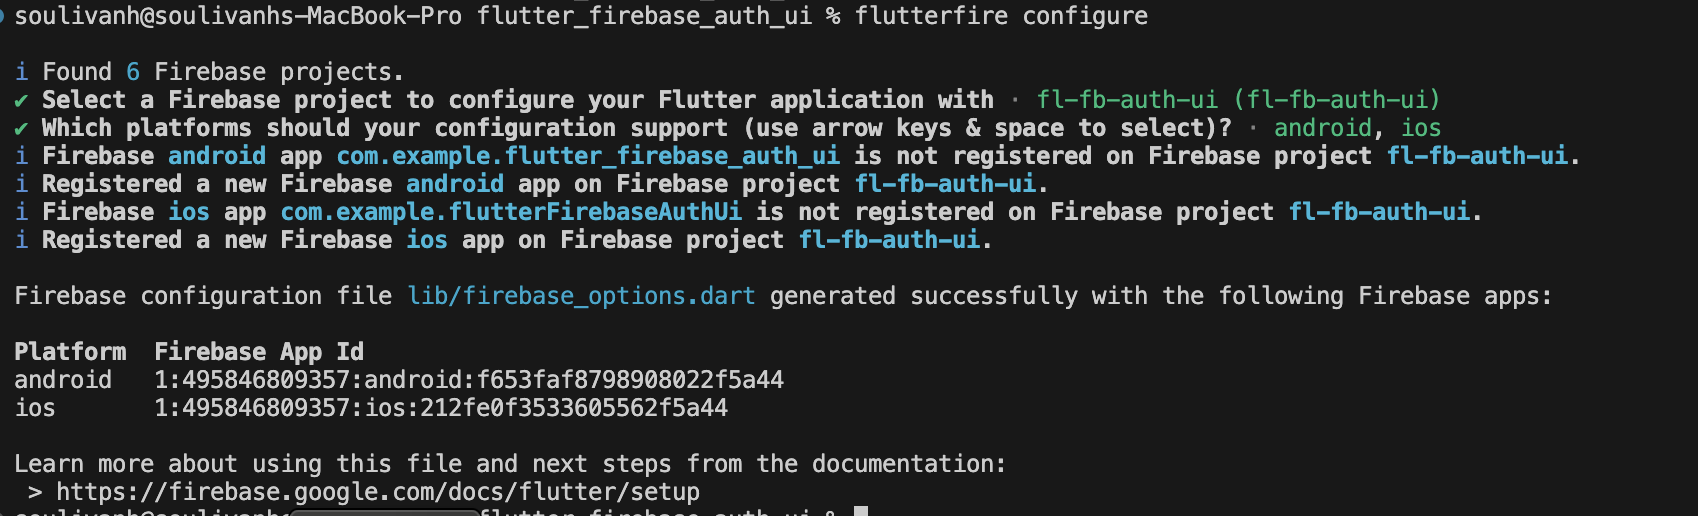 soulivanh@soulivanhs-MacBook-Pro flutter_firebase_auth_ui % flutterfire configure
i Found 6 Firebase projects.
✔ Select a Firebase project to configure your Flutter application with · fl-fb-auth-ui (fl-fb-auth-ui)
✔ Which platforms should your configuration support (use arrow keys & space to select)? · android, ios
i Firebase android app com.example.flutter_firebase_auth_ui is not registered on Firebase project fl-fb-auth-ui.
i Registered a new Firebase android app on Firebase project fl-fb-auth-ui.
i Firebase ios app com.example.flutterFirebaseAuthUi is not registered on Firebase project fl-fb-auth-ui.
i Registered a new Firebase ios app on Firebase project fl-fb-auth-ui.
Firebase configuration file lib/firebase_options.dart generated successfully with the following Firebase apps:
Platform  Firebase App Id
android   1:495846809357:android:f653faf8798908022f5a44
ios       1:495846809357:ios:212fe0f3533605562f5a44
Learn more about using this file and next steps from the documentation:
 > https://firebase.google.com/docs/flutter/setup
flutter_firebase_auth_ui %